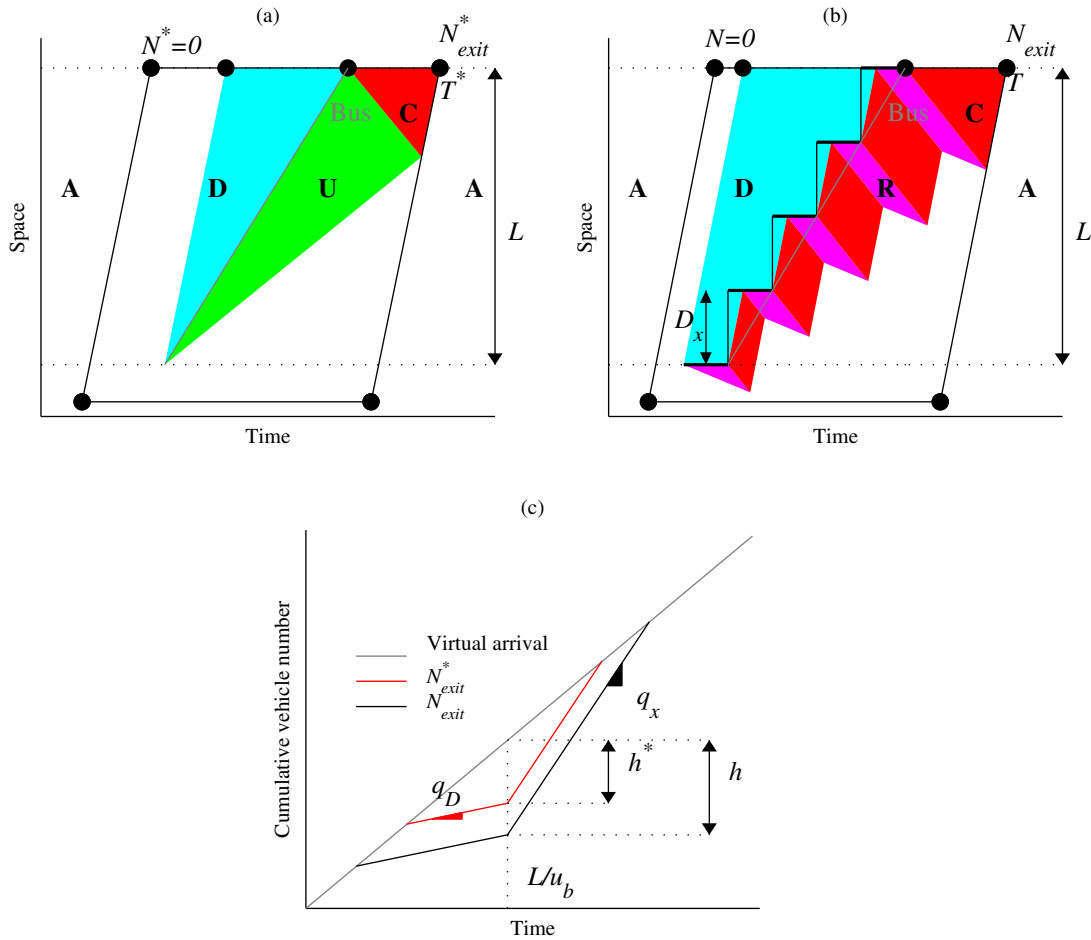 (a)
N*=0
N*exit
T*
Bus
C
A
D
U
A
L
Space
Time
(b)
N=0
Nexit
T
Bus
C
A
D
R
A
L
Dx
Space
Time
(c)
Virtual arrival
N*exit
Nexit
qx
h*
h
qD
L/ub
Cumulative vehicle number
Time